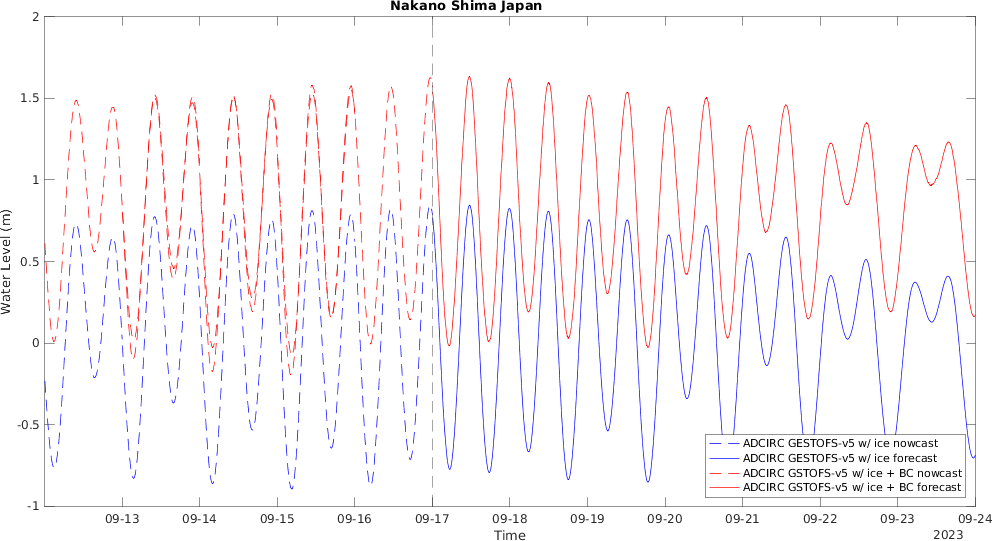 Nakano Shima Japan
2
1.5
1
0.5
0
-0.5
-1
Water Level (m)
ADCIRC GESTOFS-v5 w/ ice nowcast
ADCIRC GESTOFS-v5 w/ ice forecast
ADCIRC GSTOFS-v5 w/ ice + BC nowcast
ADCIRC GSTOFS-v5 w/ ice + BC forecast
09-13 09-14 09-15 09-16 09-17 09-18 09-19 09-20 09-21 09-22 09-23 09-24
Time
2023